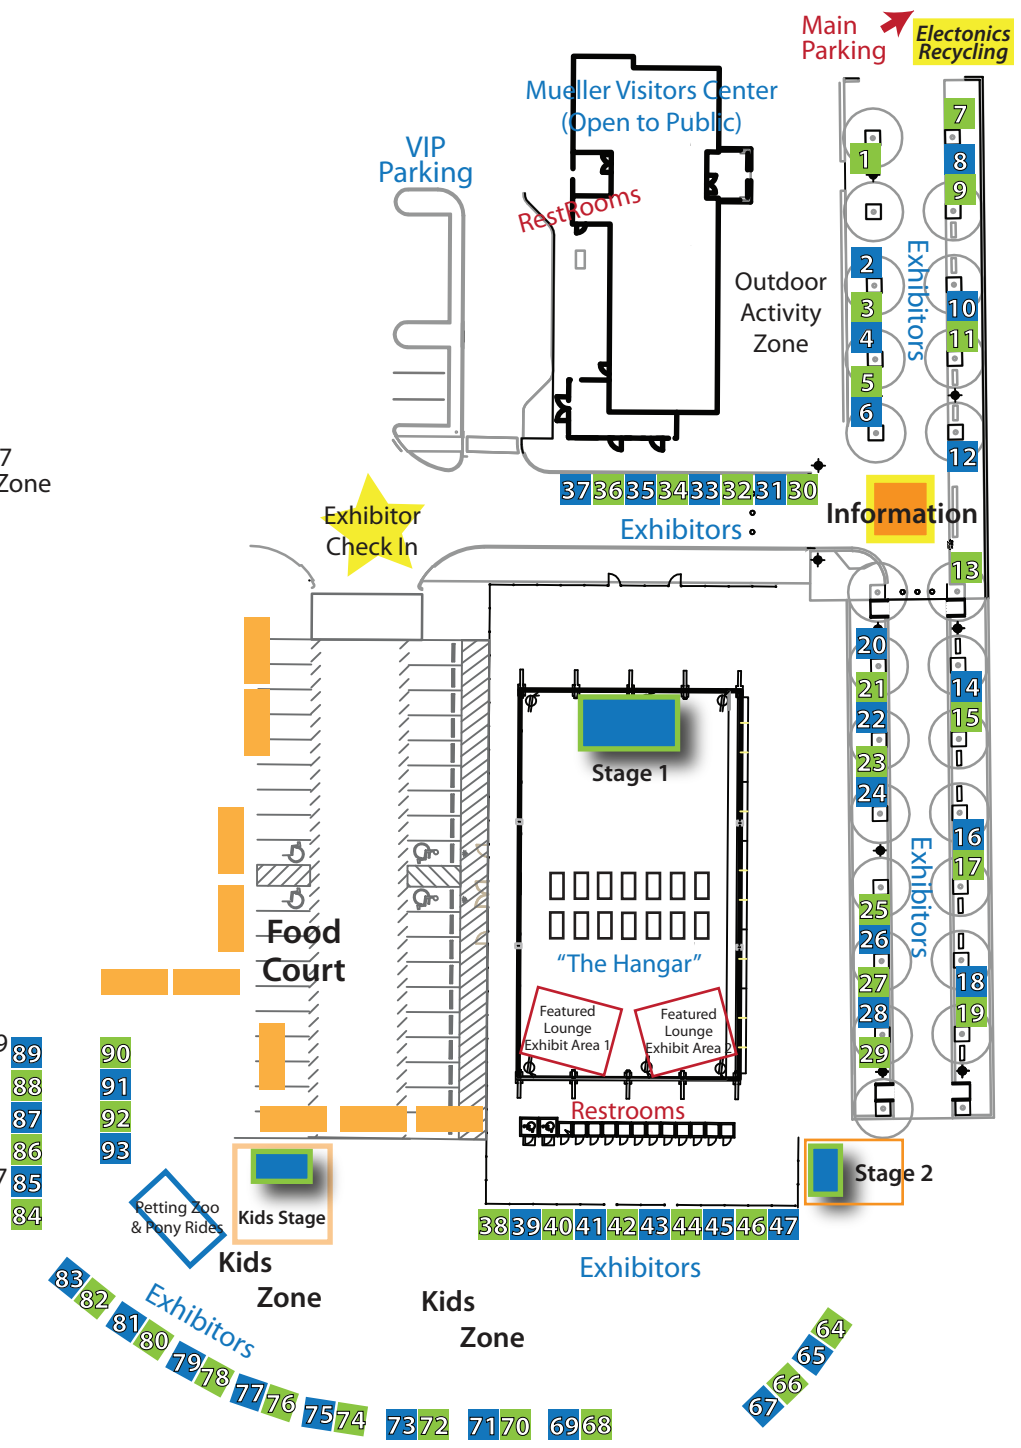 Main
Parking
Electonics
Recycling
Mueller Visitors Center
(Open to Public)
VIP
Parking
RestRooms
7
1
8
9
Outdoor
Activity
Zone
Exhibitors
2
3
4
5
6
10
11
12
7
Zone
37 36 35 34 33 32 31 30
Exhibitors
Information
Exhibitor
Check In
13
20
21
22
23
24
14
15
16
17
Exhibitors
25
26
27
28
29
18
19
Stage 1
Food
Court
"The Hangar"
Featured
Lounge
Exhibit Area 1
Featured
Lounge
Exhibit Area 2
Restrooms
9
89
88
87
86
7
85
84
90
91
92
93
Petting Zoo
& Pony Rides
Kids Stage
Stage 2
38 39 40 41 42 43 44 45 46 47
Exhibitors
Kids
Zone
Kids
Zone
Exhibitors
83 82 81 80 79 78 77 76 75 74 73 72 71 70 69 68
64
65
66
67